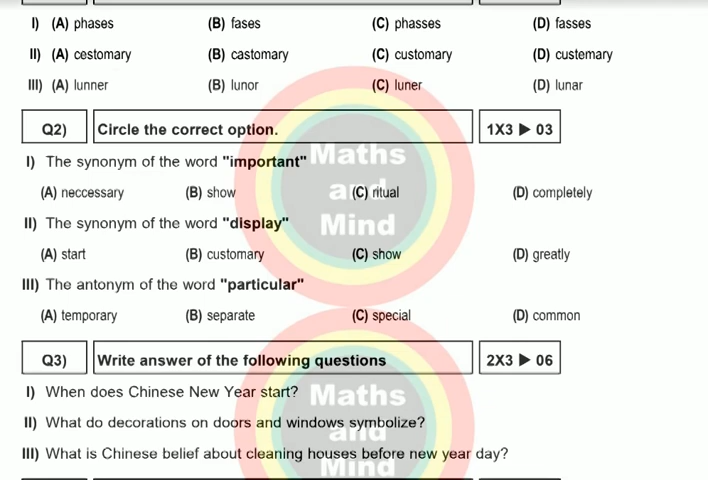 I) (A) phases (B) fases (C) phasses (D) fasses
II) (A) cestomary (B) castomary (C) customary (D) custemary
III) (A) lunner (B) lunor (C) luner (D) lunar
Q2) Circle the correct option. 1X3 ▶ 03
I) The synonym of the word "important"
(A) neccessary (B) show (C) ritual (D) completely
II) The synonym of the word "display"
(A) start (B) customary (C) show (D) greatly
III) The antonym of the word "particular"
(A) temporary (B) separate (C) special (D) common
Q3) Write answer of the following questions 2X3 ▶ 06
I) When does Chinese New Year start?
II) What do decorations on doors and windows symbolize?
III) What is Chinese belief about cleaning houses before new year day?
Maths
and
Mind
Maths
and
Mind